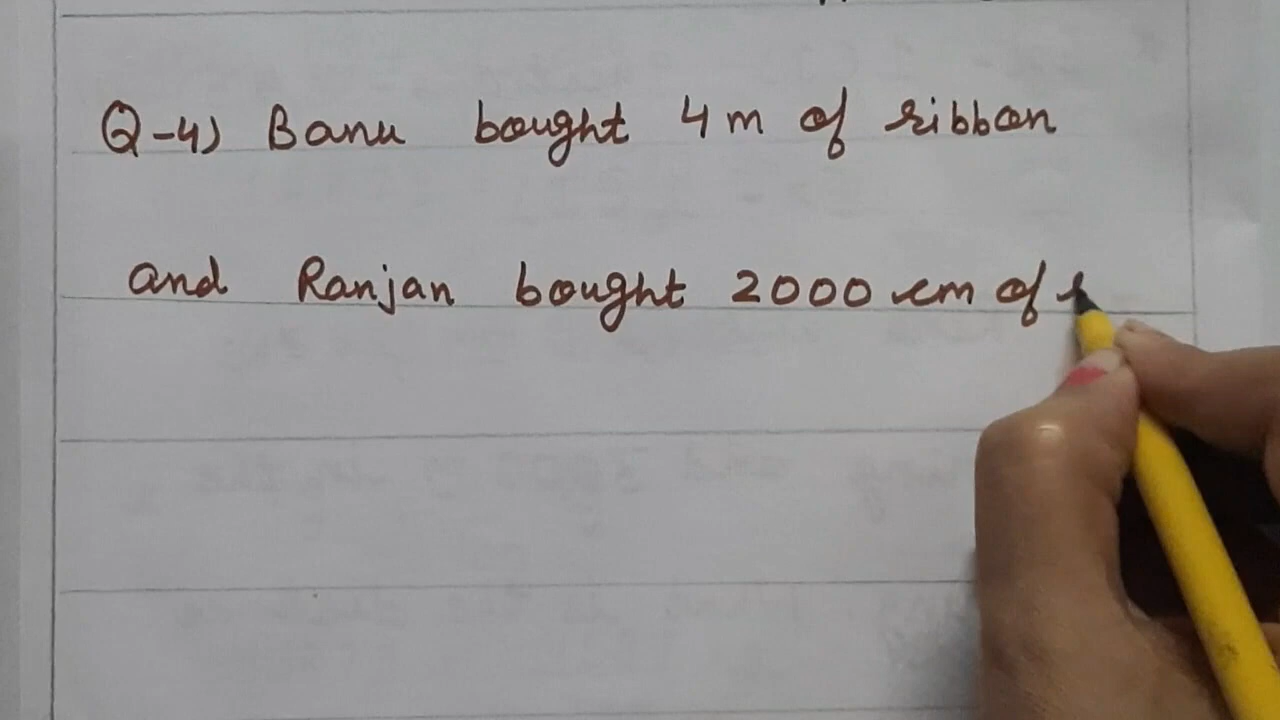 Q-4) Banu bought 4 m of ribbon
and Ranjan bought 2000 cm of